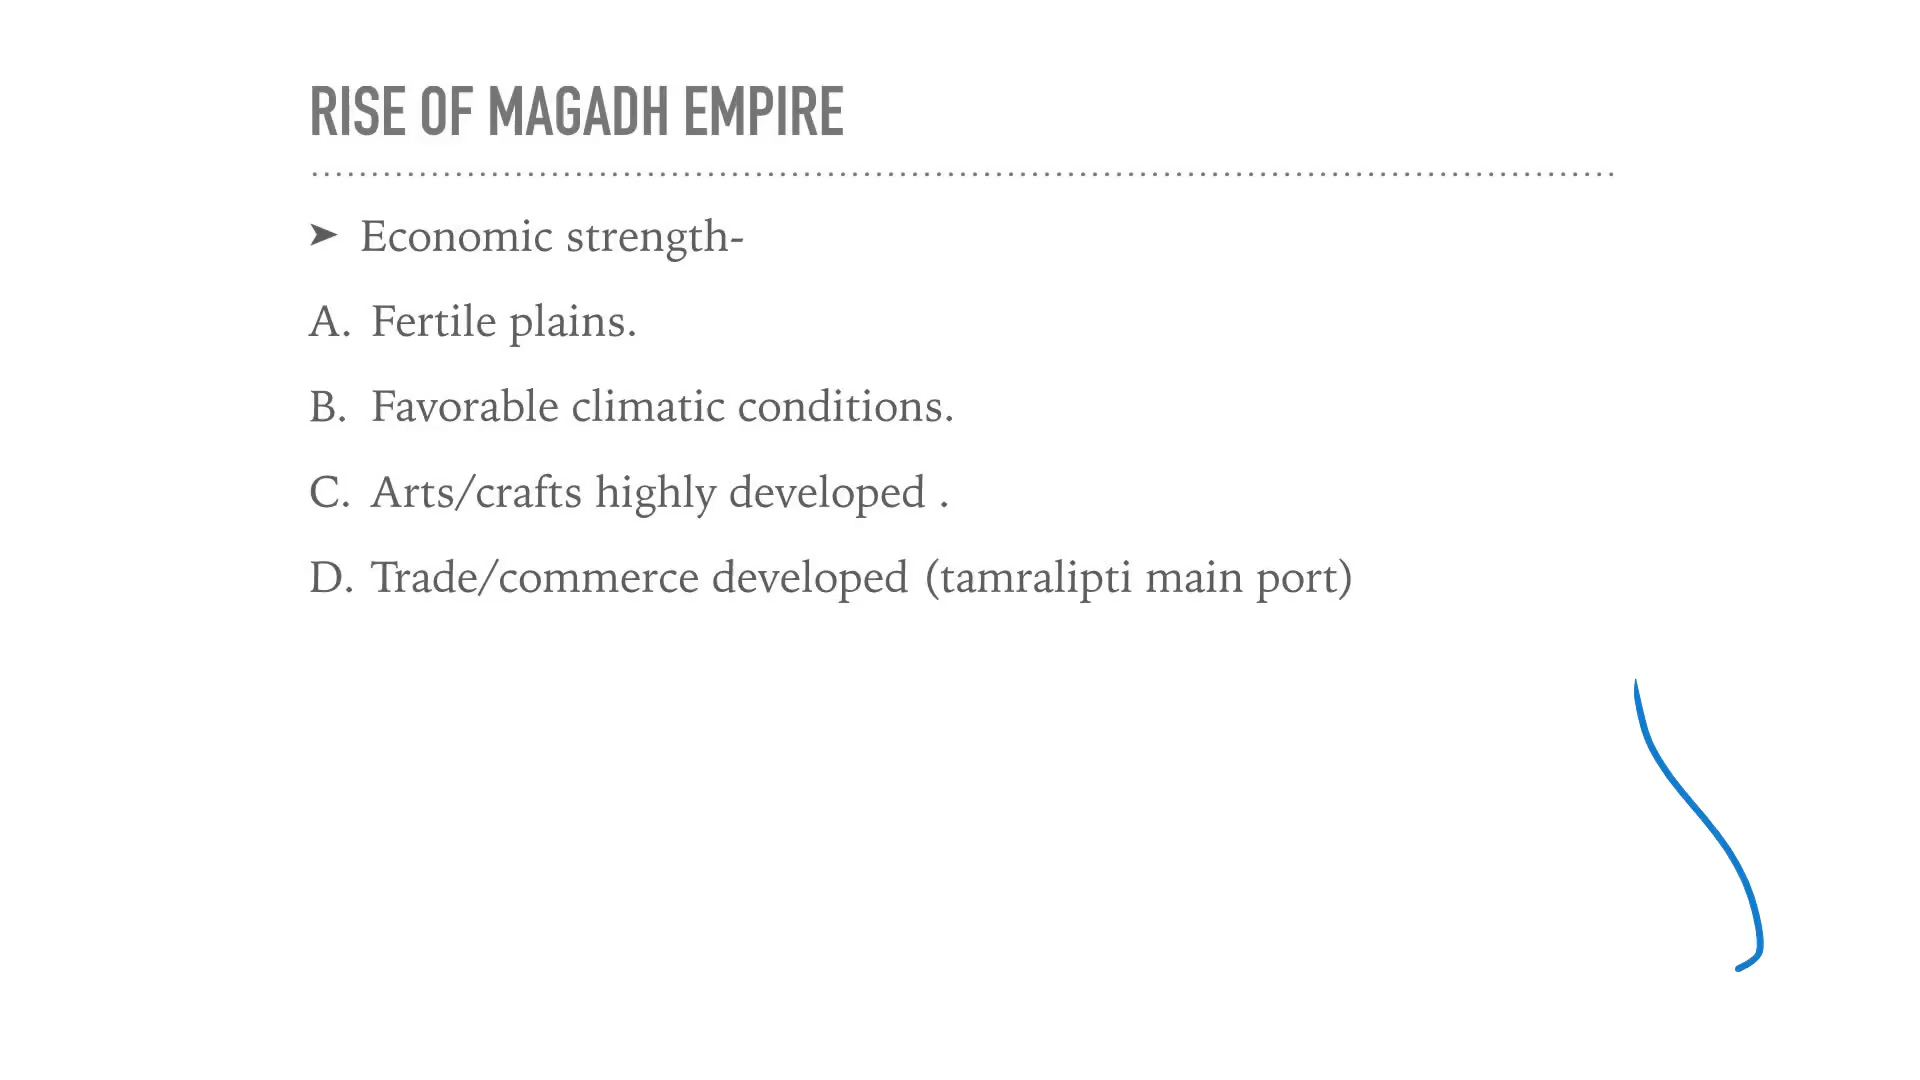 RISE OF MAGADH EMPIRE
➤ Economic strength-
A. Fertile plains.
B. Favorable climatic conditions.
C. Arts/crafts highly developed .
D. Trade/commerce developed (tamralipti main port)